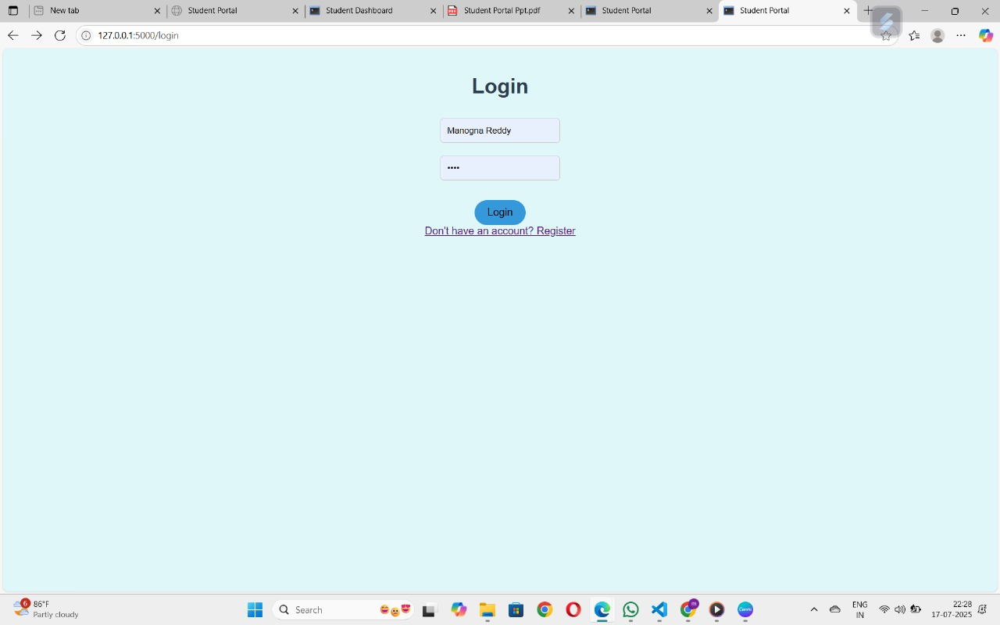 New tab
Student Portal
Student Dashboard
Student Portal Ppt.pdf
Student Portal
Student Portal
127.0.0.1:5000/login
Login
Manogna Reddy
••••
Login
Don't have an account? Register
6
86°F
Partly cloudy
Search
m
Canva
ENG
IN
22:28
17-07-2025